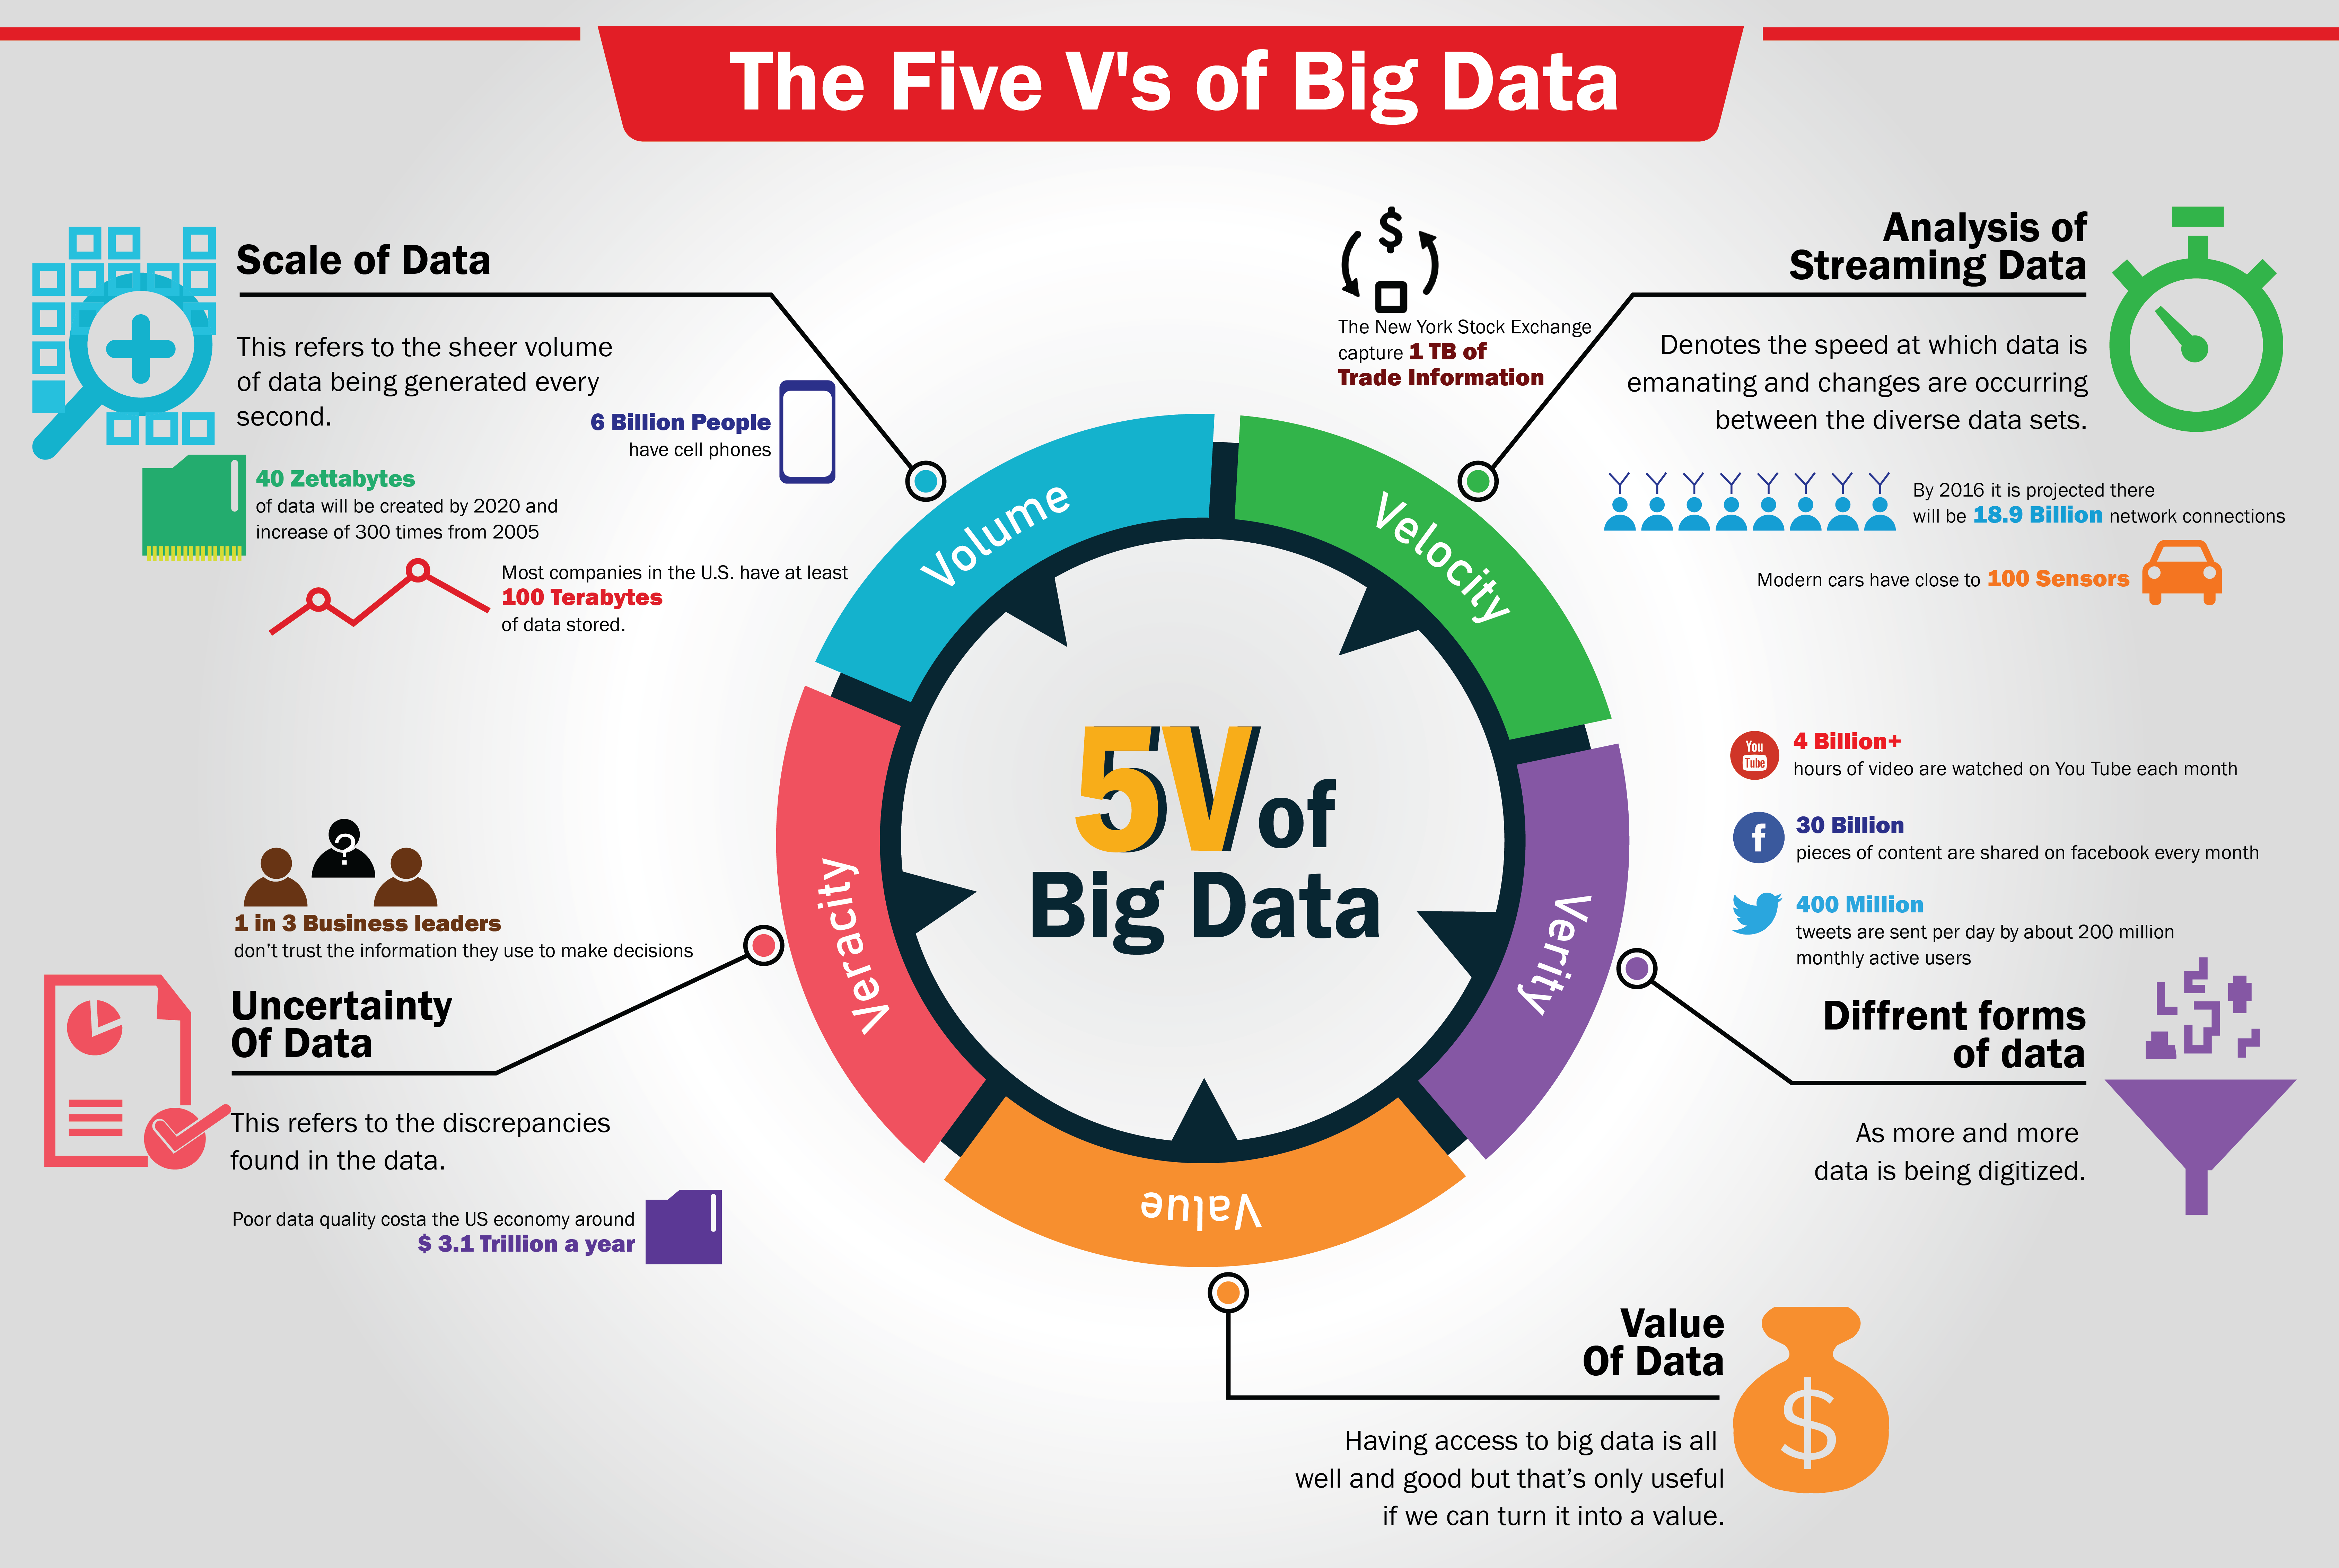 The Five V's of Big Data
Scale of Data
This refers to the sheer volume
of data being generated every
second.
6 Billion People
have cell phones
40 Zettabytes
of data will be created by 2020 and
increase of 300 times from 2005
Most companies in the U.S. have at least
100 Terabytes
of data stored.
$
The New York Stock Exchange
capture 1 TB of
Trade Information
Analysis of
Streaming Data
Denotes the speed at which data is
emanating and changes are occurring
between the diverse data sets.
By 2016 it is projected there
will be 18.9 Billion network connections
Modern cars have close to 100 Sensors
Volume
Velocity
Verity
Value
Veracity
5V of
Big Data
You
Tube
4 Billion+
hours of video are watched on You Tube each month
f
30 Billion
pieces of content are shared on facebook every month
400 Million
tweets are sent per day by about 200 million
monthly active users
Diffrent forms
of data
As more and more
data is being digitized.
?
1 in 3 Business leaders
don't trust the information they use to make decisions
Uncertainty
Of Data
This refers to the discrepancies
found in the data.
Poor data quality costa the US economy around
$ 3.1 Trillion a year
Value
Of Data
$
Having access to big data is all
well and good but that's only useful
if we can turn it into a value.